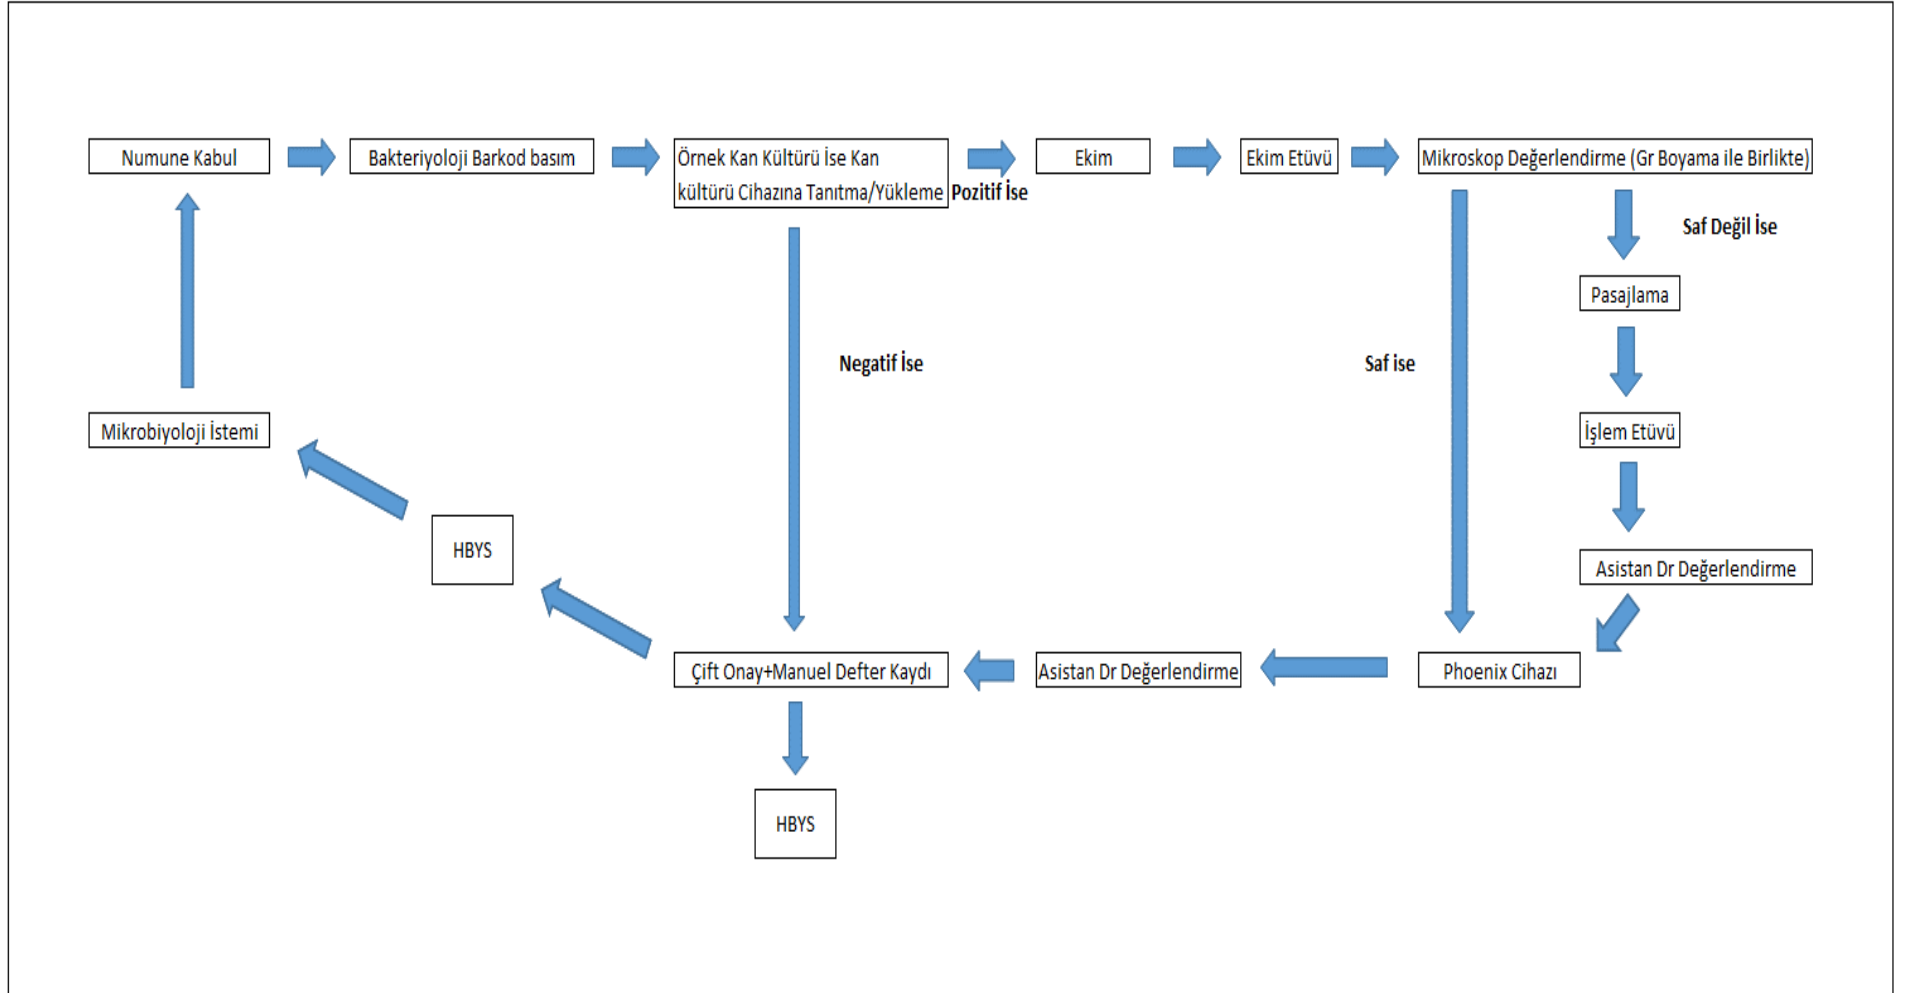 Numune Kabul
Bakteriyoloji Barkod basım
Örnek Kan Kültürü İse Kan
kültürü Cihazına Tanıtma/Yükleme
Pozitif İse
Ekim
Ekim Etüvü
Mikroskop Değerlendirme (Gr Boyama ile Birlikte)
Saf Değil İse
Pasajlama
Negatif İse
Saf ise
Mikrobiyoloji İstemi
İşlem Etüvü
HBYS
Asistan Dr Değerlendirme
Çift Onay+Manuel Defter Kaydı
Asistan Dr Değerlendirme
Phoenix Cihazı
HBYS